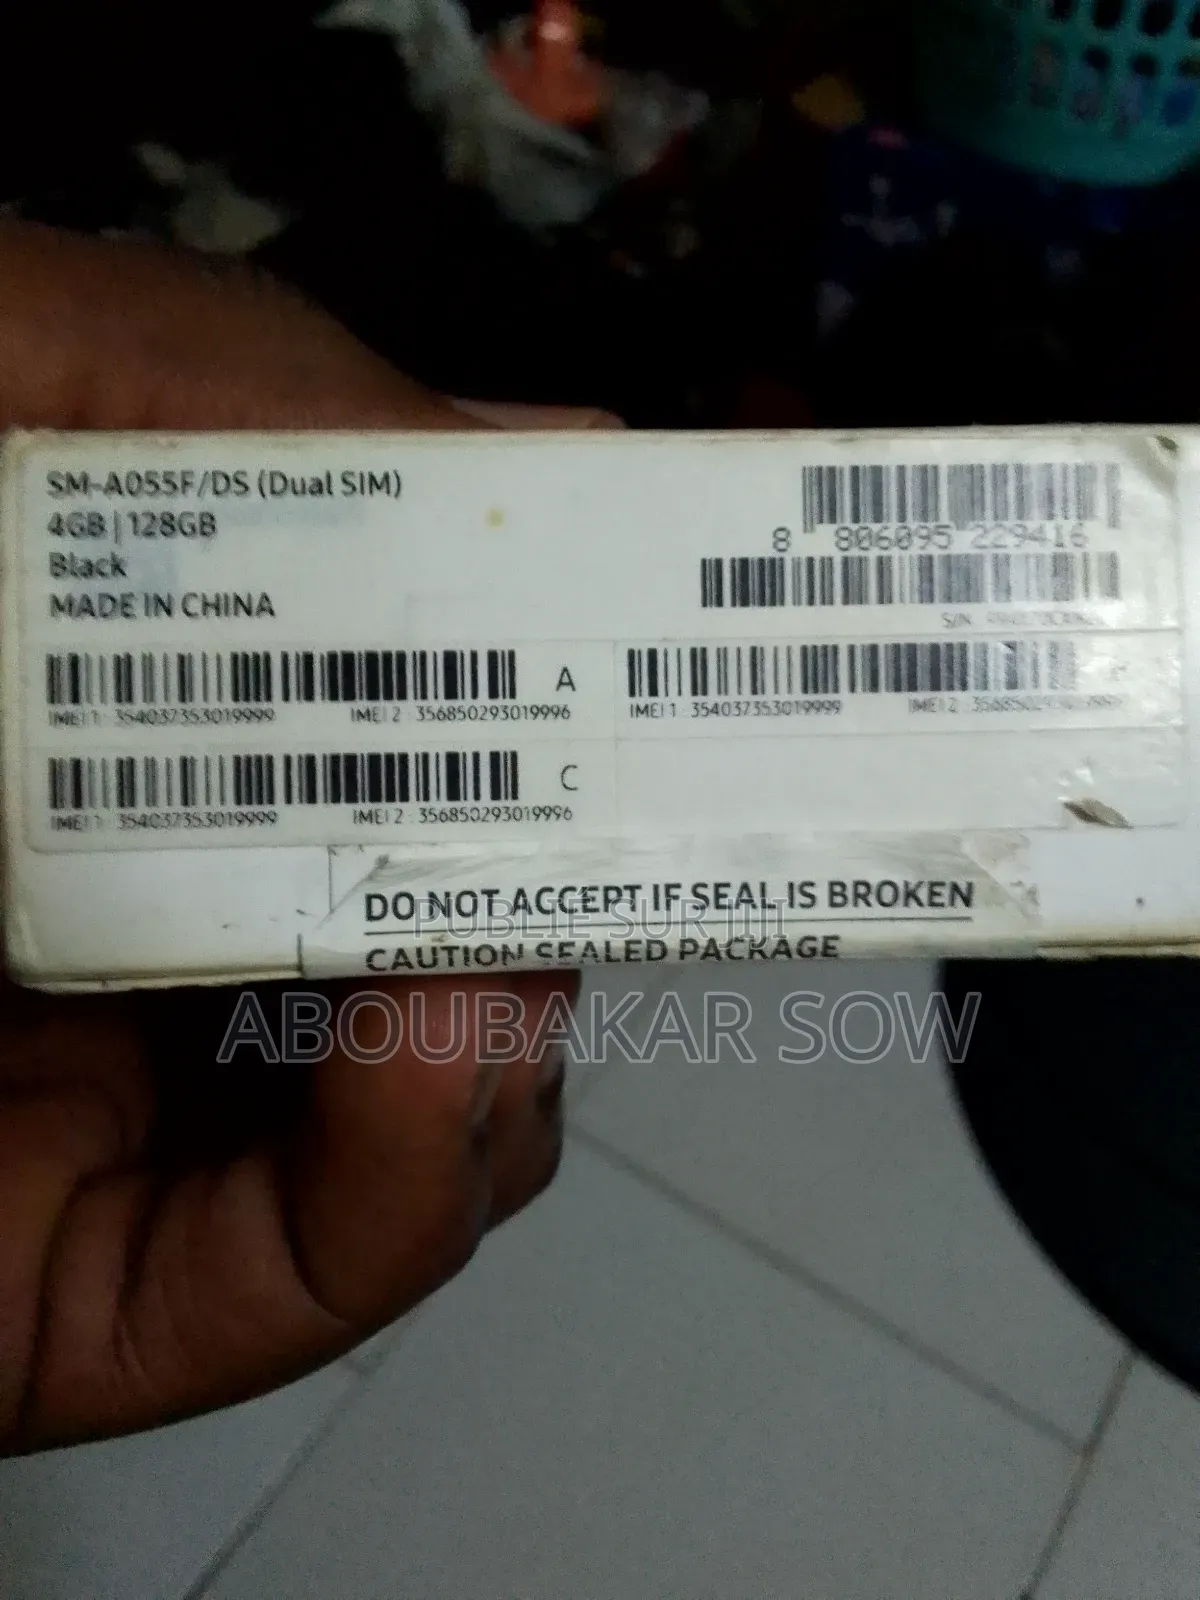 SM-A055F/DS (Dual SIM)
4GB | 128GB
Black
MADE IN CHINA
8 806095 229416
S/N
A
IMEI 1 : 354037353019999 IMEI 2 : 356850293019996
IMEI 1 : 354037353019999 IMEI 2 :
C
IMEI 1 : 354037353019999 IMEI 2 : 356850293019996
DO NOT ACCEPT IF SEAL IS BROKEN
PUBLIÉ SUR JIJI
CAUTION SEALED PACKAGE
ABOUBAKAR SOW